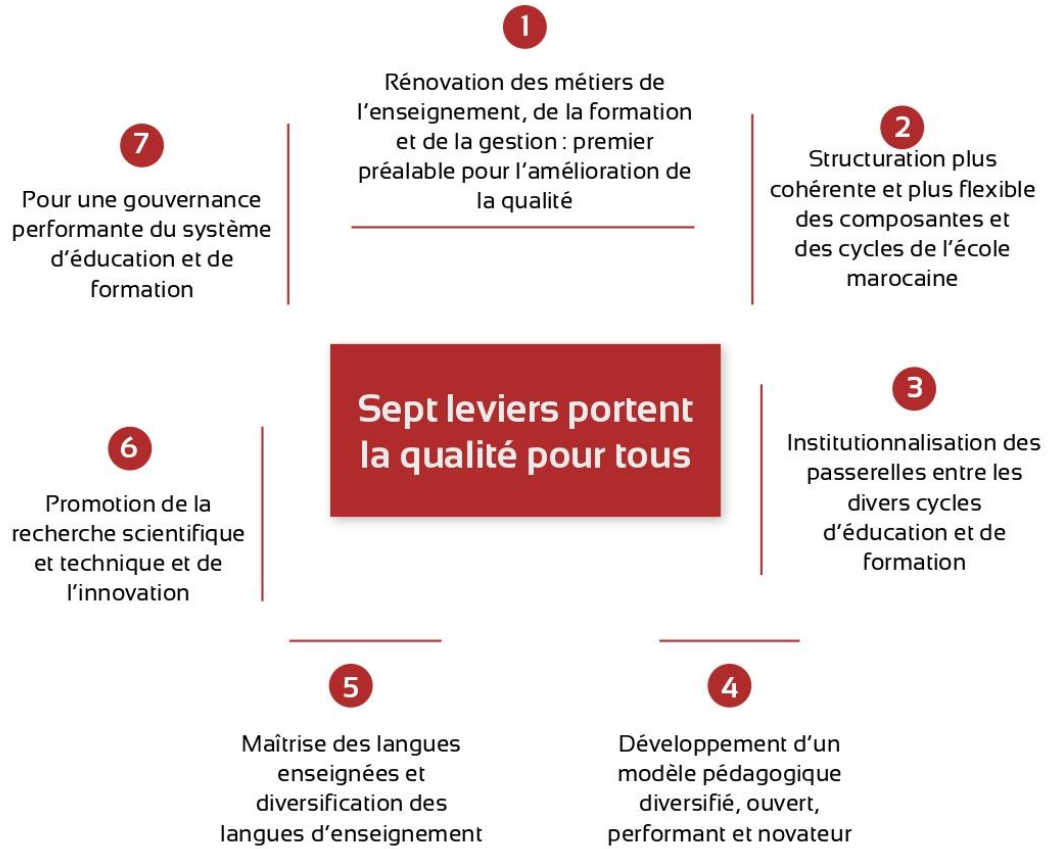 1
Rénovation des métiers de
l'enseignement, de la formation
et de la gestion : premier
préalable pour l'amélioration de
la qualité
2
Structuration plus
cohérente et plus flexible
des composantes et
des cycles de l'école
marocaine
3
Institutionnalisation des
passerelles entre les
divers cycles
d'éducation et de
formation
4
Développement d'un
modèle pédagogique
diversifié, ouvert,
performant et novateur
5
Maîtrise des langues
enseignées et
diversification des
langues d'enseignement
6
Promotion de la
recherche scientifique
et technique et de
l'innovation
7
Pour une gouvernance
performante du système
d'éducation et de
formation
Sept leviers portent
la qualité pour tous